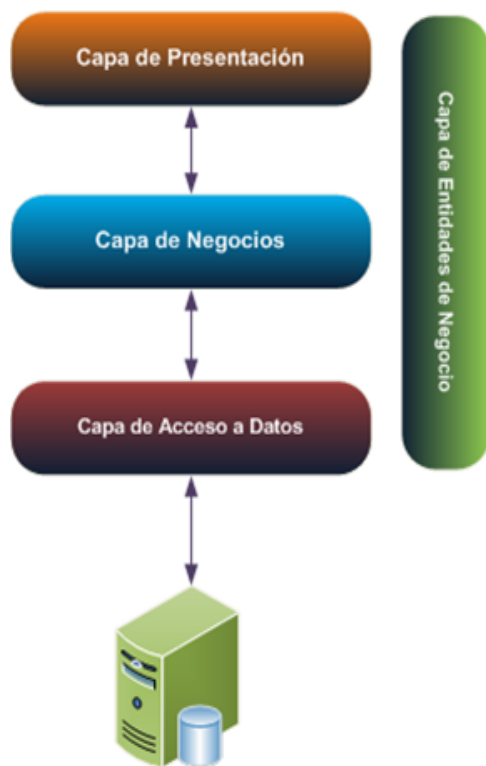 Capa de Presentación
Capa de Negocios
Capa de Acceso a Datos
Capa de Entidades de Negocio